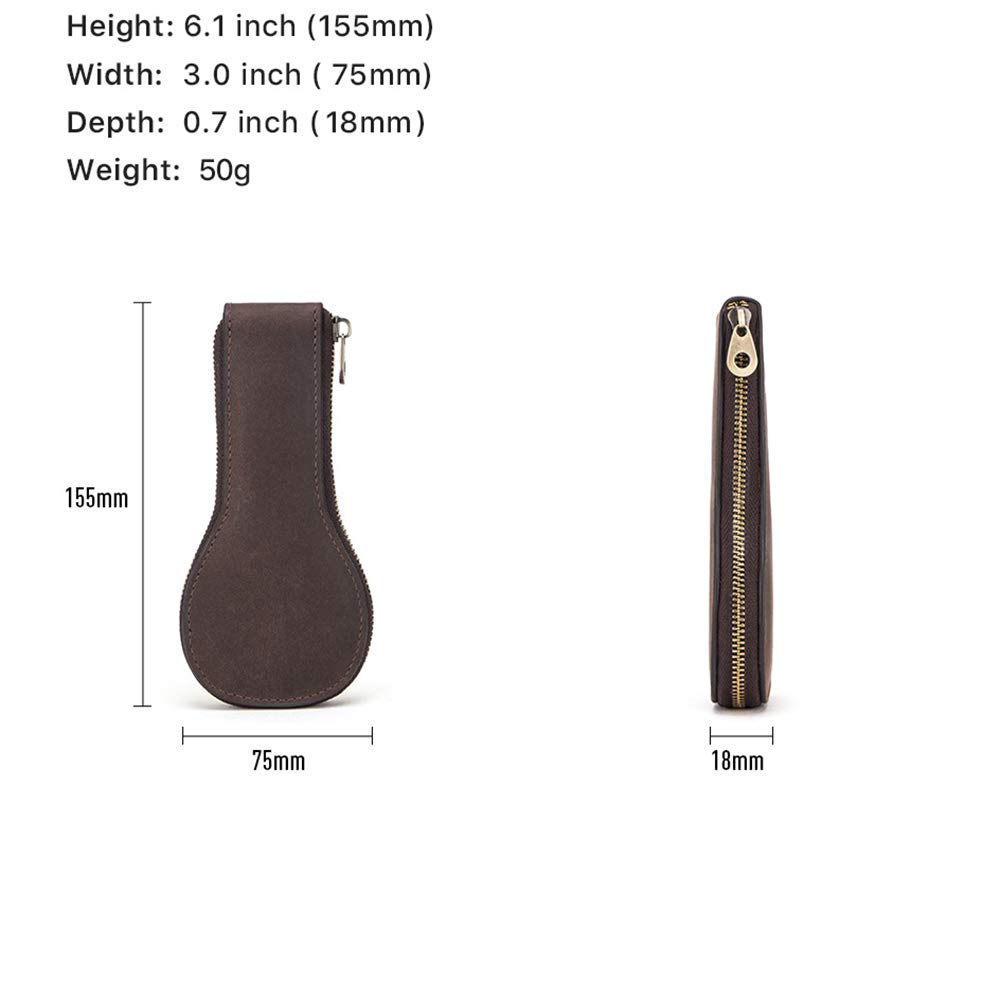 Height: 6.1 inch (155mm)
Width: 3.0 inch ( 75mm)
Depth: 0.7 inch (18mm)
Weight: 50g
155mm
75mm
18mm